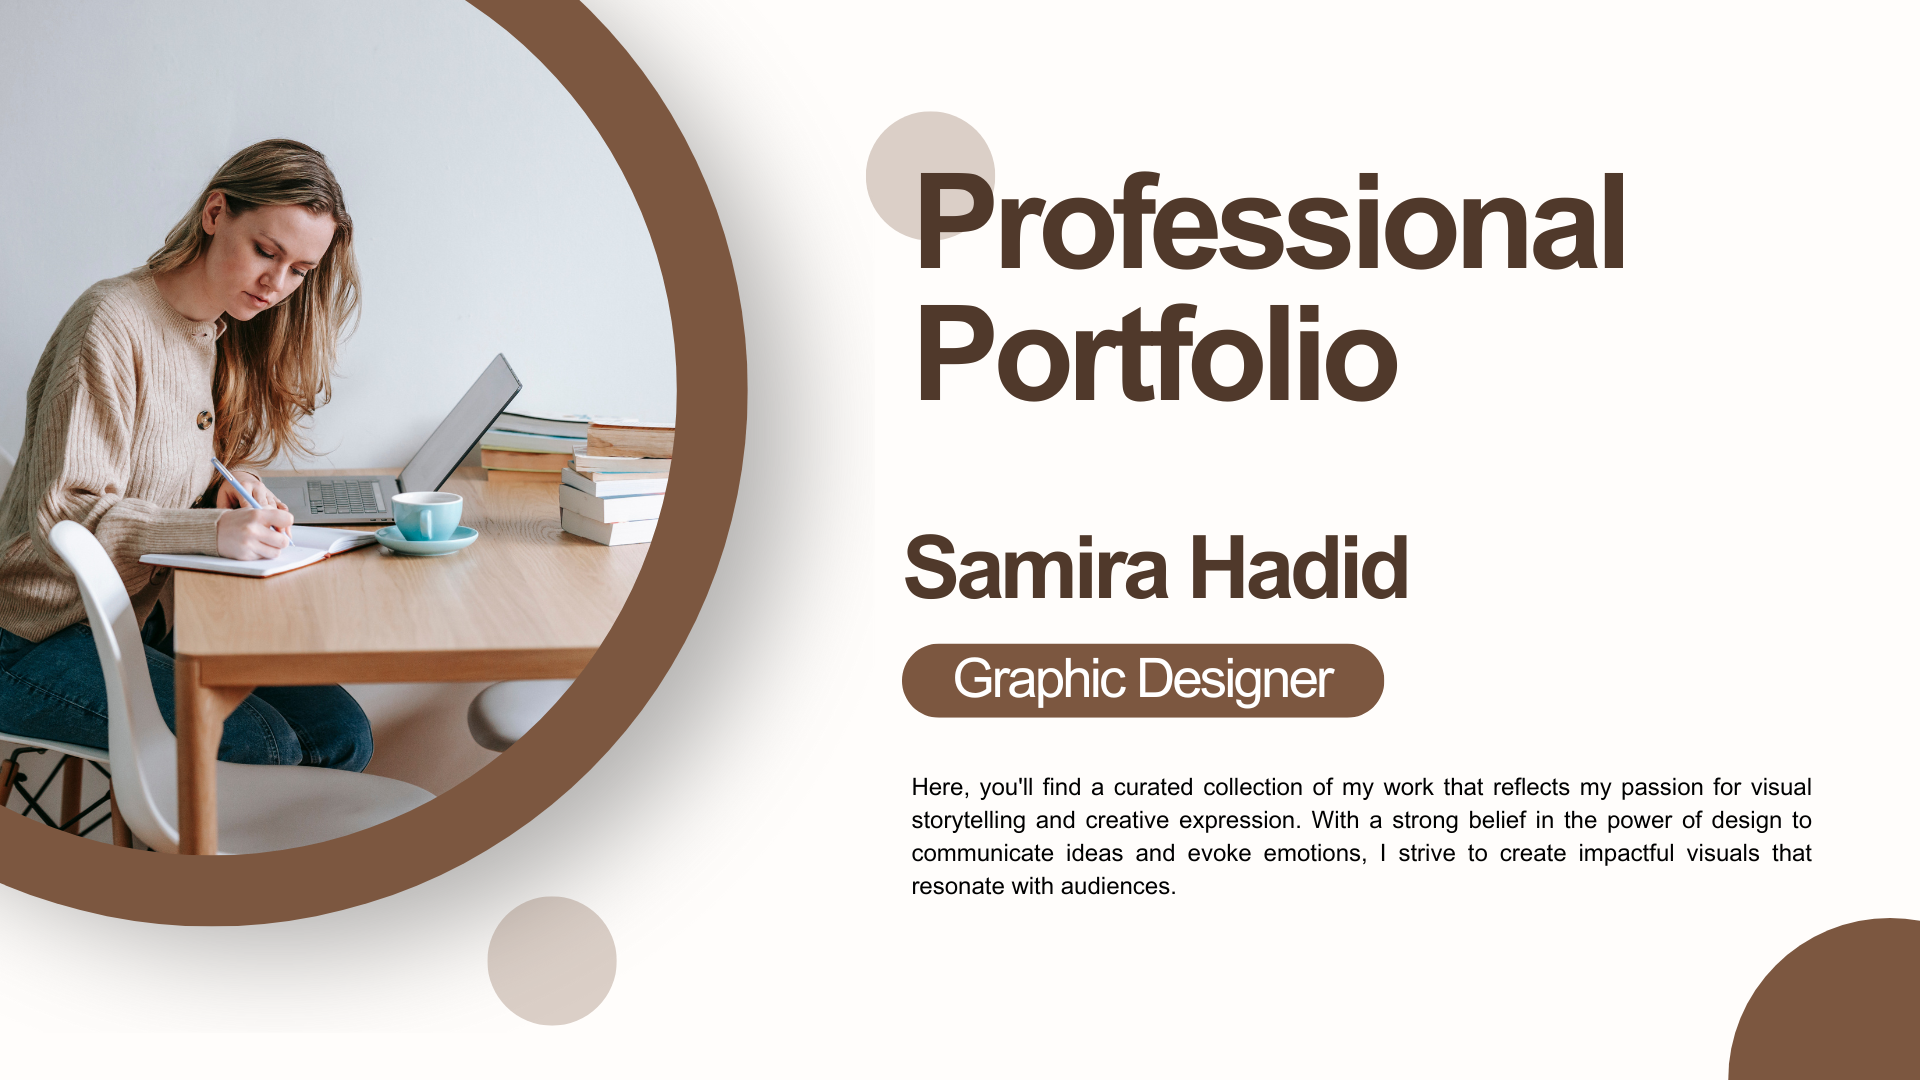 Professional
Portfolio
Samira Hadid
Graphic Designer
Here, you'll find a curated collection of my work that reflects my passion for visual
storytelling and creative expression. With a strong belief in the power of design to
communicate ideas and evoke emotions, I strive to create impactful visuals that
resonate with audiences.